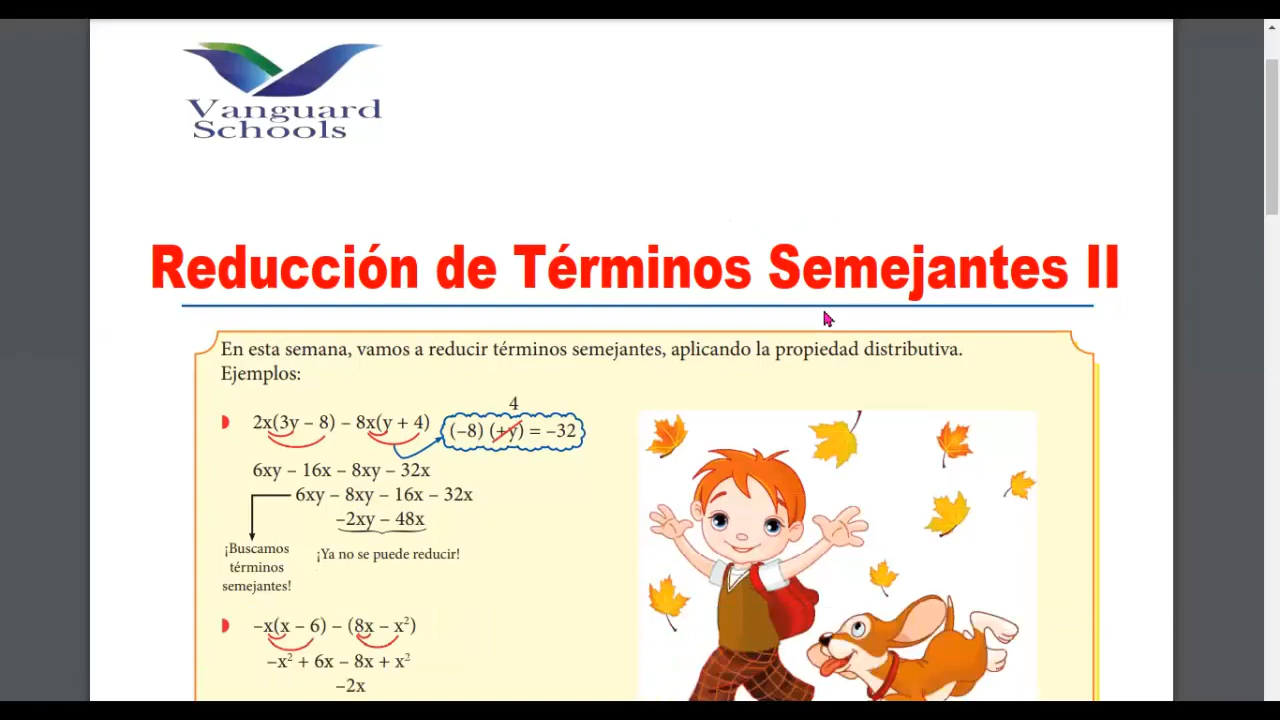 Vanguard
Schools
Reducción de Términos Semejantes II
En esta semana, vamos a reducir términos semejantes, aplicando la propiedad distributiva.
Ejemplos:
4
2x(3y – 8) – 8x(y + 4) (–8) (+y) = –32
6xy – 16x – 8xy – 32x
6xy – 8xy – 16x – 32x
–2xy – 48x
¡Buscamos
términos
semejantes!
¡Ya no se puede reducir!
–x(x – 6) – (8x – x²)
–x² + 6x – 8x + x²
–2x